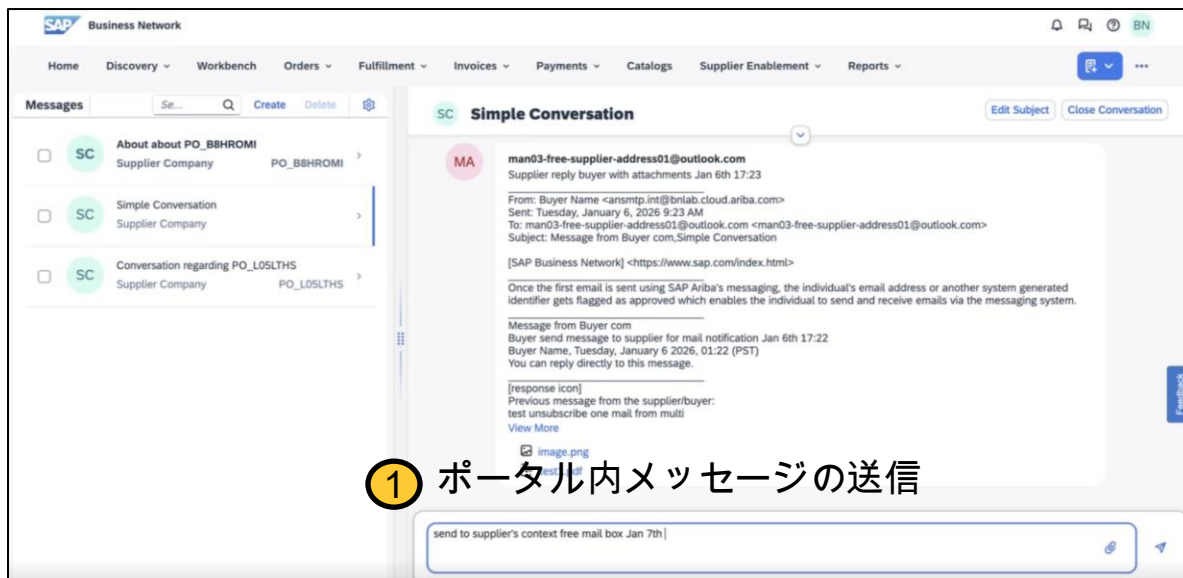 SAP Business Network
BN
Home Discovery Workbench Orders Fulfillment Invoices Payments Catalogs Supplier Enablement Reports
Messages Se... Create Delete
SC About about PO_B8HROMI
Supplier Company PO_B8HROMI
SC Simple Conversation
Supplier Company
SC Conversation regarding PO_L05LTHS
Supplier Company PO_L05LTHS
SC Simple Conversation Edit Subject Close Conversation
MA man03-free-supplier-address01@outlook.com
Supplier reply buyer with attachments Jan 6th 17:23
From: Buyer Name <ansmtp.int@bnlab.cloud.ariba.com>
Sent: Tuesday, January 6, 2026 9:23 AM
To: man03-free-supplier-address01@outlook.com <man03-free-supplier-address01@outlook.com>
Subject: Message from Buyer com,Simple Conversation
[SAP Business Network] <https://www.sap.com/index.html>
Once the first email is sent using SAP Ariba's messaging, the individual's email address or another system generated
identifier gets flagged as approved which enables the individual to send and receive emails via the messaging system.
Message from Buyer com
Buyer send message to supplier for mail notification Jan 6th 17:22
Buyer Name, Tuesday, January 6 2026, 01:22 (PST)
You can reply directly to this message.
[response icon]
Previous message from the supplier/buyer:
test unsubscribe one mail from multi
View More
image.png
1 ポータル内メッセージの送信
send to supplier's context free mail box Jan 7th
Feedback